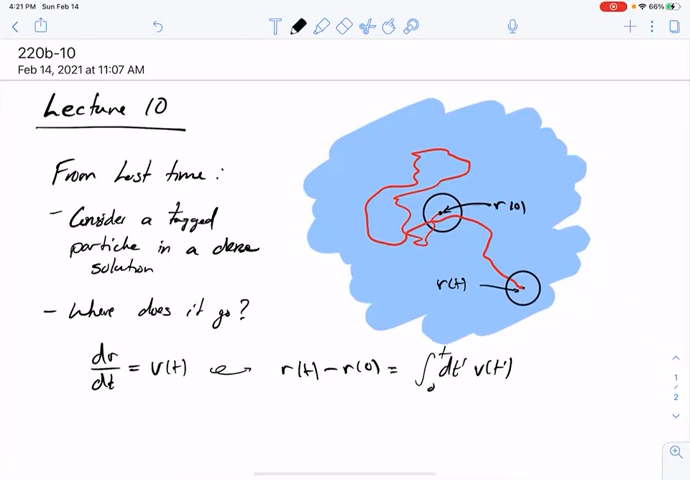 4:21 PM Sun Feb 14
66%
220b-10
Feb 14, 2021 at 11:07 AM
Lecture 10
From last time:
- Consider a tagged
particle in a dense
solution
- Where does it go?
r(0)
r(t)
dr/dt = v(t) r(t) - r(0) = ∫₀ᵗ dt' v(t')
1
/
2